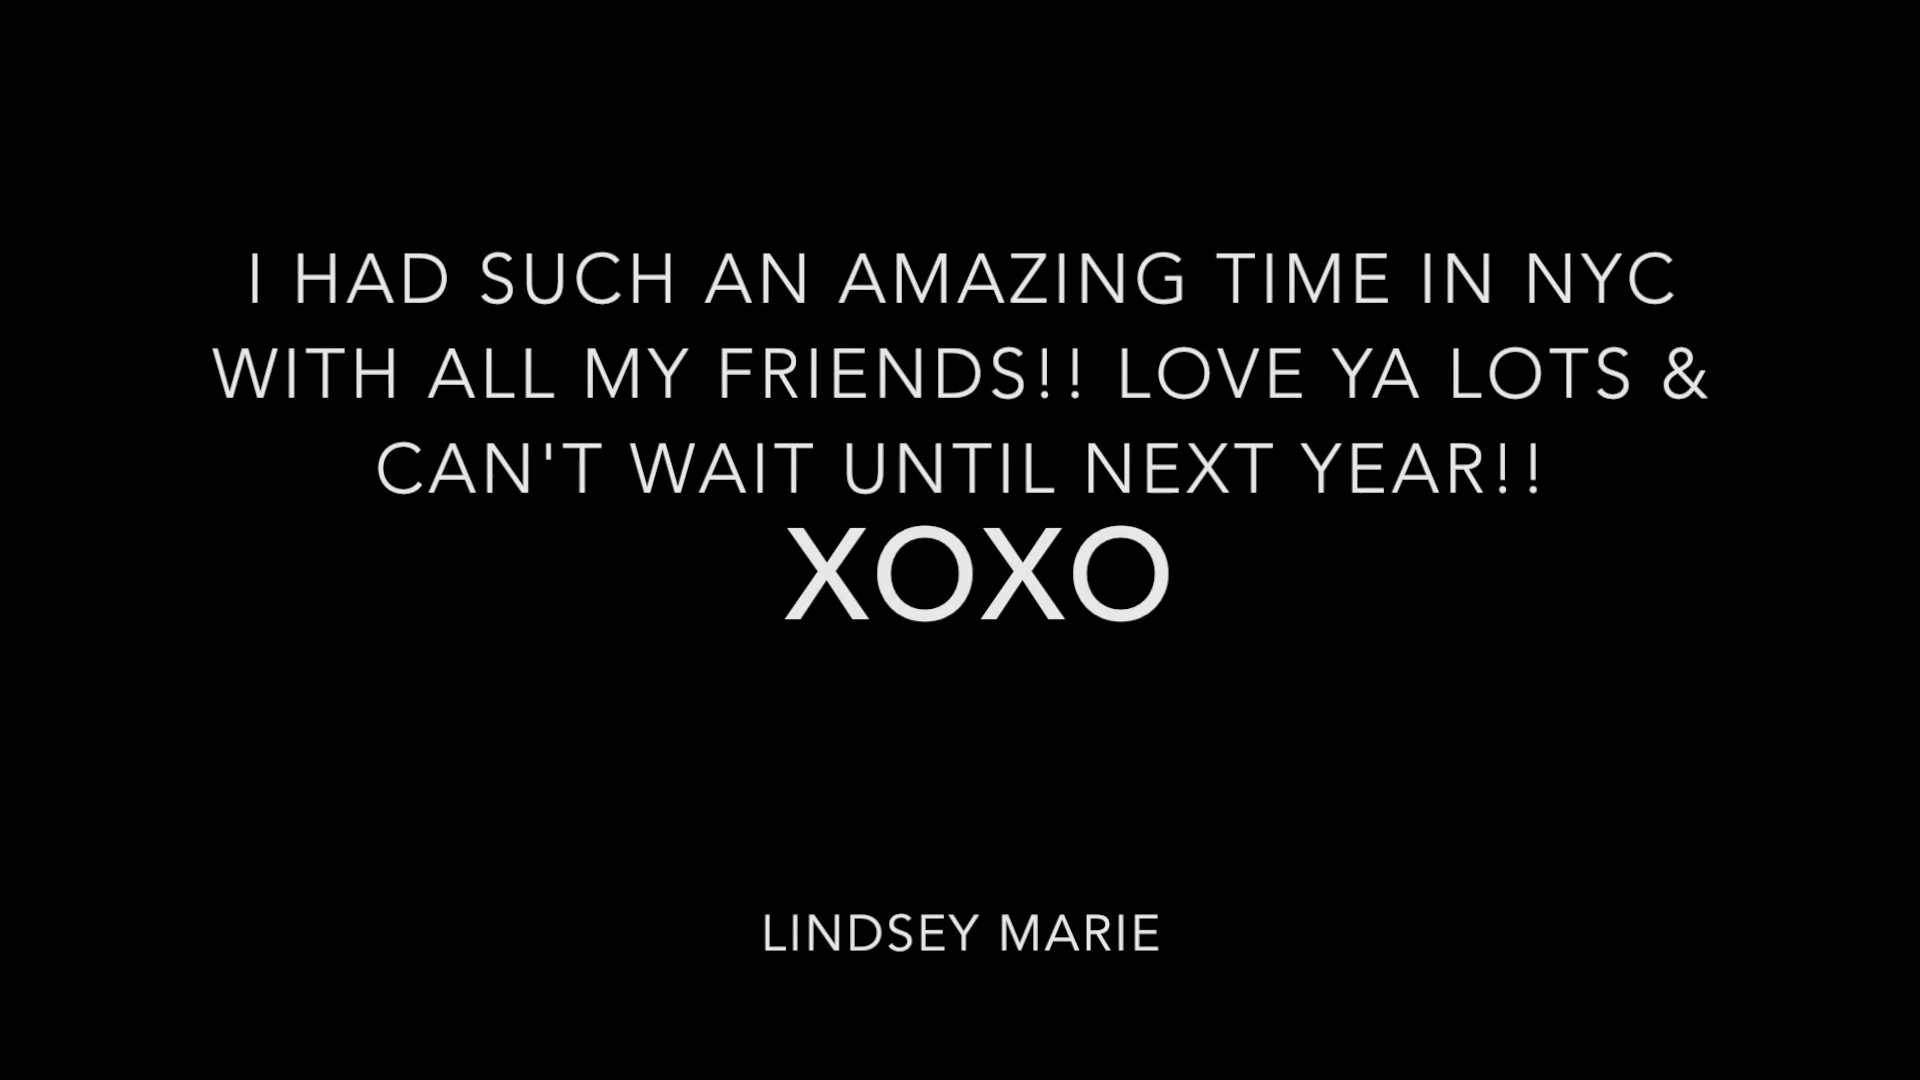 I HAD SUCH AN AMAZING TIME IN NYC
WITH ALL MY FRIENDS!! LOVE YA LOTS &
CAN'T WAIT UNTIL NEXT YEAR!!
XOXO
LINDSEY MARIE